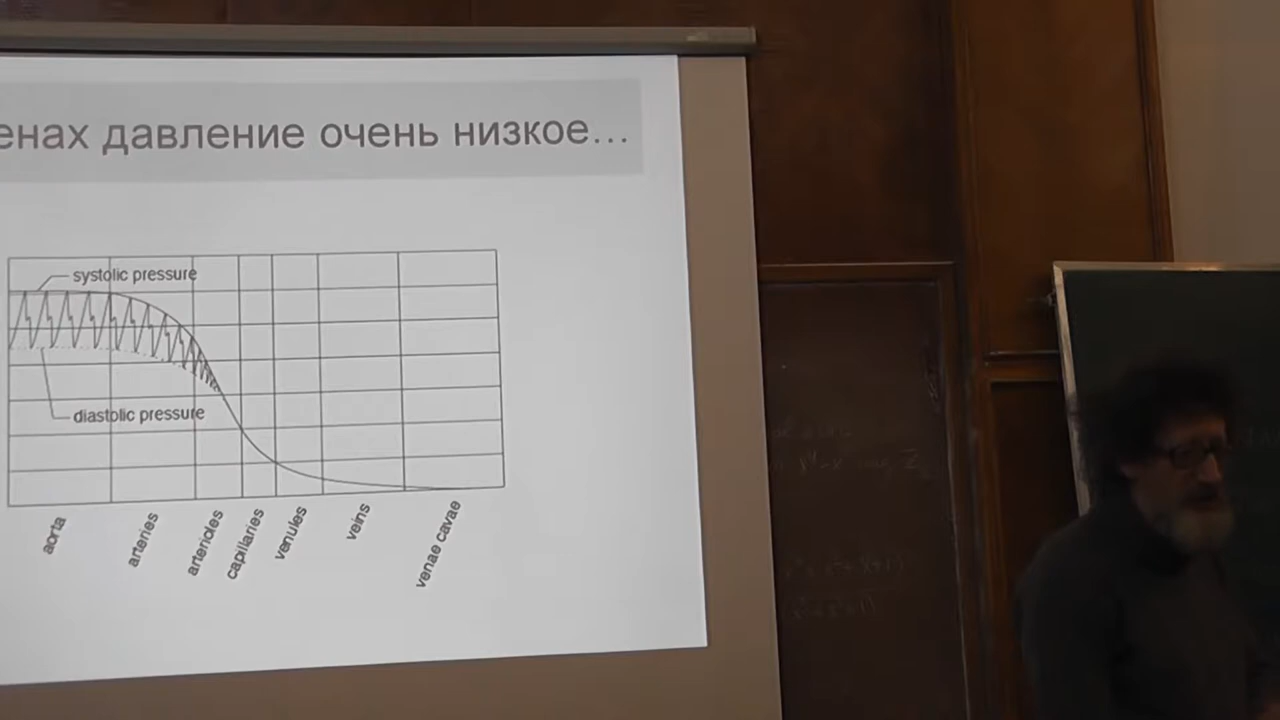 енах давление очень низкое…
systolic pressure
diastolic pressure
aorta
arteries
arterioles
capillaries
venules
veins
venae cavae